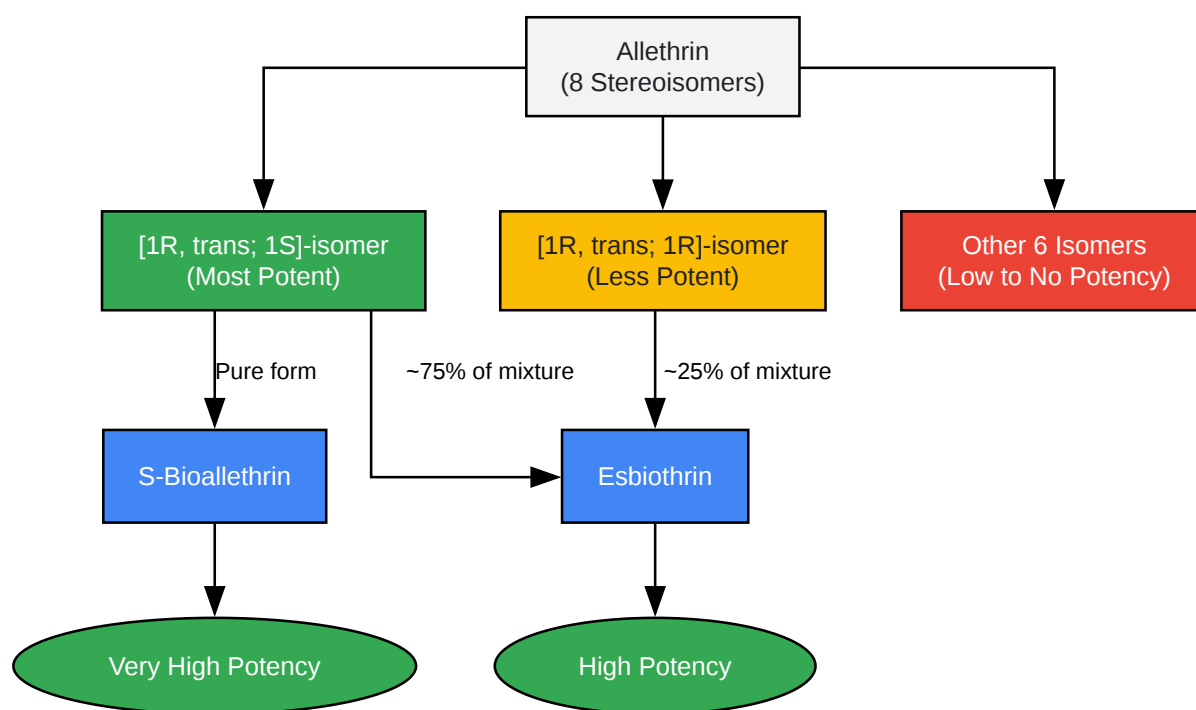 Allethrin
(8 Stereoisomers)
[1R, trans; 1S]-isomer
(Most Potent)
[1R, trans; 1R]-isomer
(Less Potent)
Other 6 Isomers
(Low to No Potency)
Pure form
~75% of mixture
~25% of mixture
S-Bioallethrin
Esbiothrin
Very High Potency
High Potency